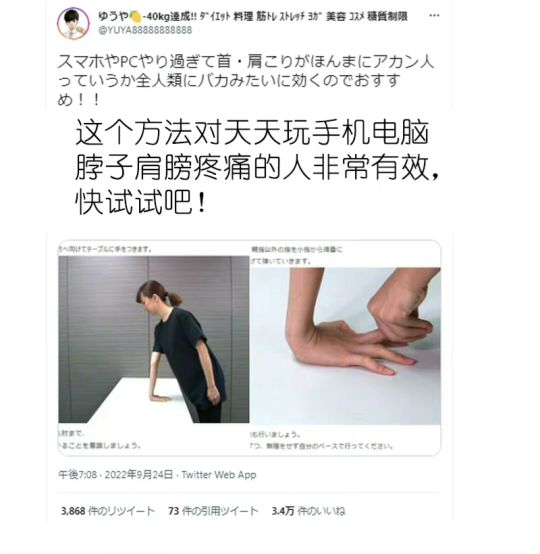 ゆうや🍋-40kg達成!! ﾀﾞｲｴｯﾄ 料理 筋ﾄﾚ ｽﾄﾚｯﾁ ﾖｶﾞ 美容 ｺｽﾒ 糖質制限
@YUYA88888888888
スマホやPCやり過ぎて首・肩こりがほんまにアカン人
っていうか全人類にバカみたいに効くのでおすす
め！！
这个方法对天天玩手机电脑
脖子肩膀疼痛的人非常有效，
快试试吧！
うへ向けてテーブルに手をつきます。
親指以外の指を小指から順番に
げて弾いていきます。
ることを意識しましょう。
も行いましょう。
つ、無理をせず自分のペースで行ってください。
午後7:08 · 2022年9月24日 · Twitter Web App
3,868 件のリツイート 73 件の引用ツイート 3.4万 件のいいね